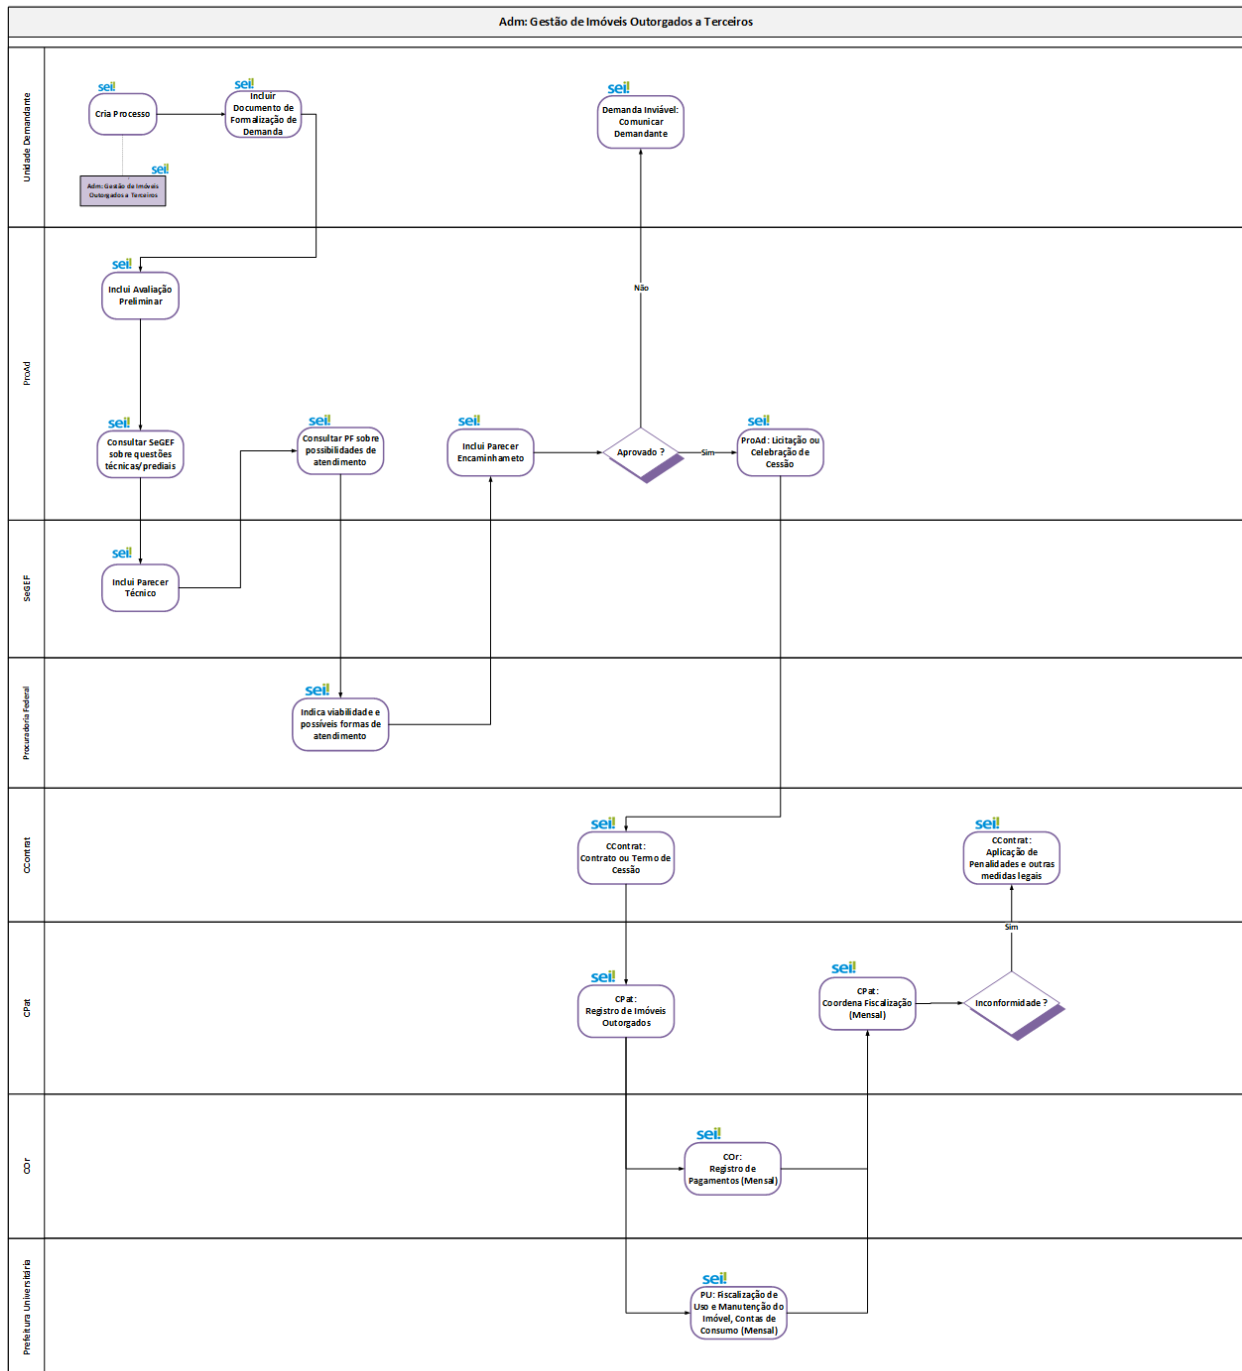 Adm: Gestão de Imóveis Outorgados a Terceiros
Unidade Demandante
sei!
Cria Processo
sei!
Incluir
Documento de
Formalização de
Demanda
sei!
Demanda Inviável:
Comunicar
Demandante
sei!
Adm: Gestão de Imóveis
Outorgados a Terceiros
ProAd
sei!
Inclui Avaliação
Preliminar
Não
sei!
Consultar SeGEF
sobre questões
técnicas/prediais
sei!
Consultar PF sobre
possibilidades de
atendimento
sei!
Inclui Parecer
Encaminhameto
Aprovado ?
Sim
sei!
ProAd: Licitação ou
Celebração de
Cessão
SeGEF
sei!
Inclui Parecer
Técnico
Procuradoria Federal
sei!
Indica viabilidade e
possíveis formas de
atendimento
CContrat
sei!
CContrat:
Contrato ou Termo de
Cessão
sei!
CContrat:
Aplicação de
Penalidades e outras
medidas legais
Sim
CPat
sei!
CPat:
Registro de Imóveis
Outorgados
sei!
CPat:
Coordena Fiscalização
(Mensal)
Inconformidade ?
COr
sei!
COr:
Registro de
Pagamentos (Mensal)
Prefeitura Universitária
sei!
PU: Fiscalização de
Uso e Manutenção do
Imóvel, Contas de
Consumo (Mensal)